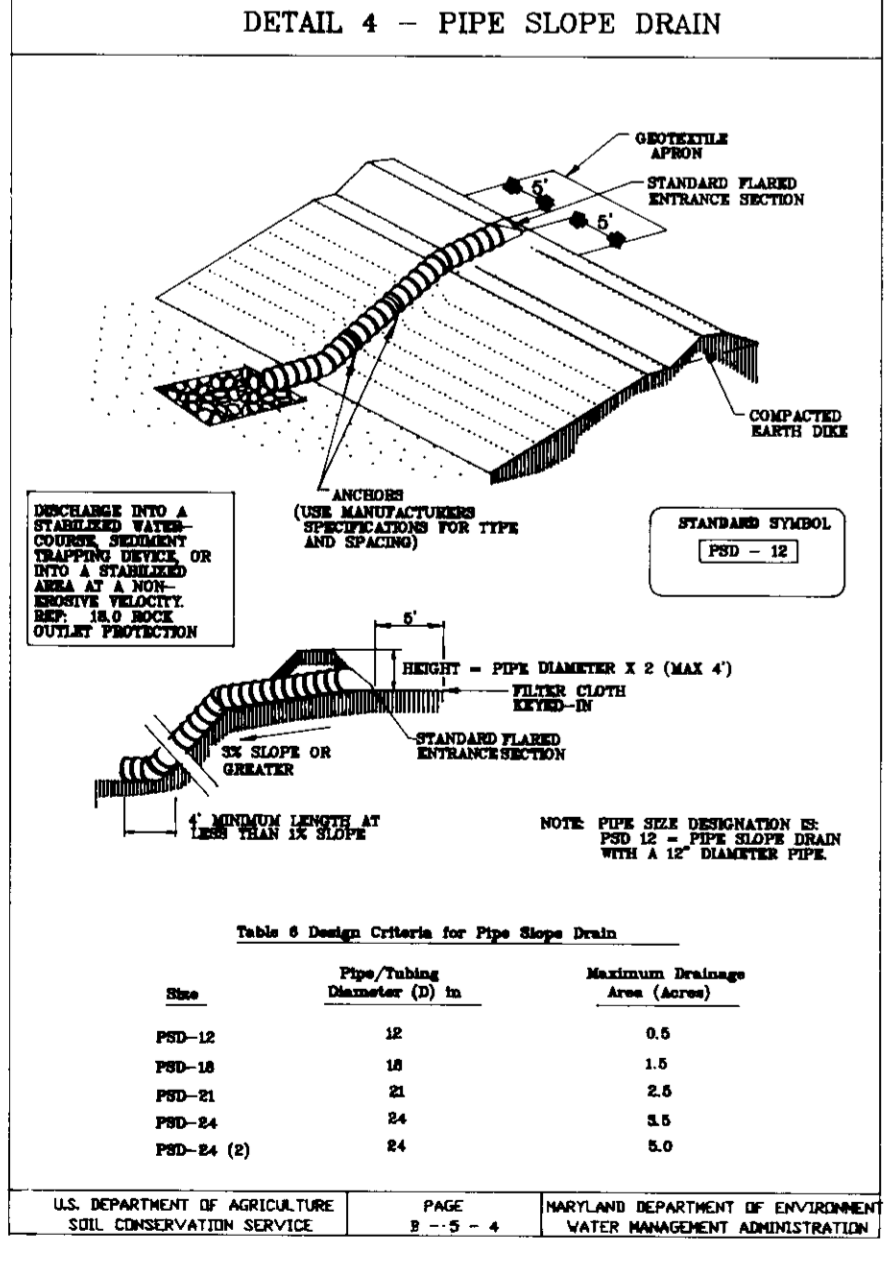 DETAIL 4 – PIPE SLOPE DRAIN
GEOTEXTILE
APRON
5'
STANDARD FLARED
ENTRANCE SECTION
5'
COMPACTED
EARTH DIKE
ANCHORS
(USE MANUFACTURERS
SPECIFICATIONS FOR TYPE
AND SPACING)
DISCHARGE INTO A
STABILIZED WATER–
COURSE, SEDIMENT
TRAPPING DEVICE, OR
INTO A STABILIZED
AREA AT A NON–
EROSIVE VELOCITY.
REF: 18.0 ROCK
OUTLET PROTECTION
STANDARD SYMBOL
PSD – 12
5'
HEIGHT = PIPE DIAMETER X 2 (MAX 4')
FILTER CLOTH
KEYED–IN
STANDARD FLARED
ENTRANCE SECTION
3% SLOPE OR
GREATER
4' MINIMUM LENGTH AT
LESS THAN 1% SLOPE
NOTE: PIPE SIZE DESIGNATION IS:
PSD 12 = PIPE SLOPE DRAIN
WITH A 12" DIAMETER PIPE.
Table 6 Design Criteria for Pipe Slope Drain
Size Pipe/Tubing Diameter (D) in Maximum Drainage Area (Acres)
PSD–12 12 0.5
PSD–18 18 1.5
PSD–21 21 2.5
PSD–24 24 3.5
PSD–24 (2) 24 5.0
U.S. DEPARTMENT OF AGRICULTURE
SOIL CONSERVATION SERVICE
PAGE
B – 5 – 4
MARYLAND DEPARTMENT OF ENVIRONMENT
WATER MANAGEMENT ADMINISTRATION